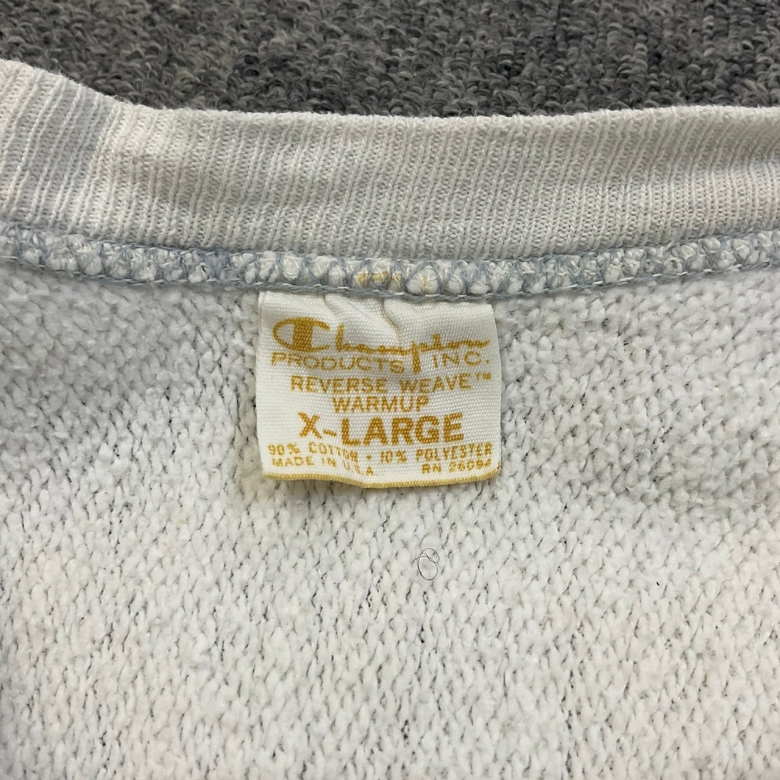 Champion
PRODUCTS INC.
REVERSE WEAVE™
WARMUP
X-LARGE
90% COTTON • 10% POLYESTER
MADE IN U.S.A RN 26094